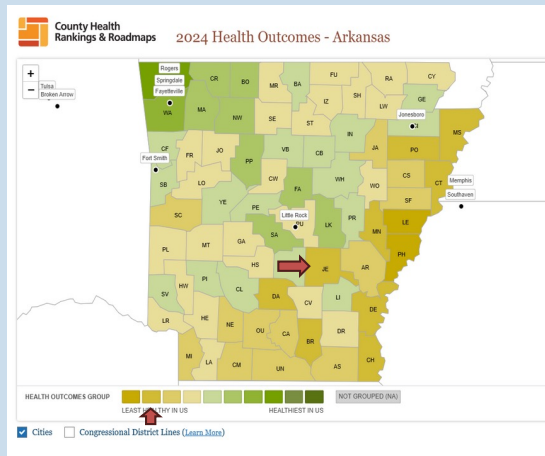 County Health
Rankings & Roadmaps
2024 Health Outcomes - Arkansas
+
−
Tulsa
Broken Arrow
Rogers
Springdale
Fayetteville
CR
BO
MR
BA
FU
RA
CY
IZ
SH
LW
GE
WA
MA
NW
SE
ST
Jonesboro
MS
IN
CF
FR
JO
VB
CB
JA
PO
Fort Smith
PP
SB
LO
CW
FA
WH
WO
CS
CT
Memphis
Southaven
SC
YE
PE
Little Rock
PU
SF
SA
LK
PR
MN
LE
PL
MT
GA
HS
JE
AR
PH
HW
PI
CL
DA
SV
CV
LI
DE
LR
HE
NE
OU
CA
BR
DR
MI
LA
CM
UN
AS
CH
HEALTH OUTCOMES GROUP
NOT GROUPED (NA)
LEAST HEALTHY IN US
HEALTHIEST IN US
Cities
Congressional District Lines (Learn More)